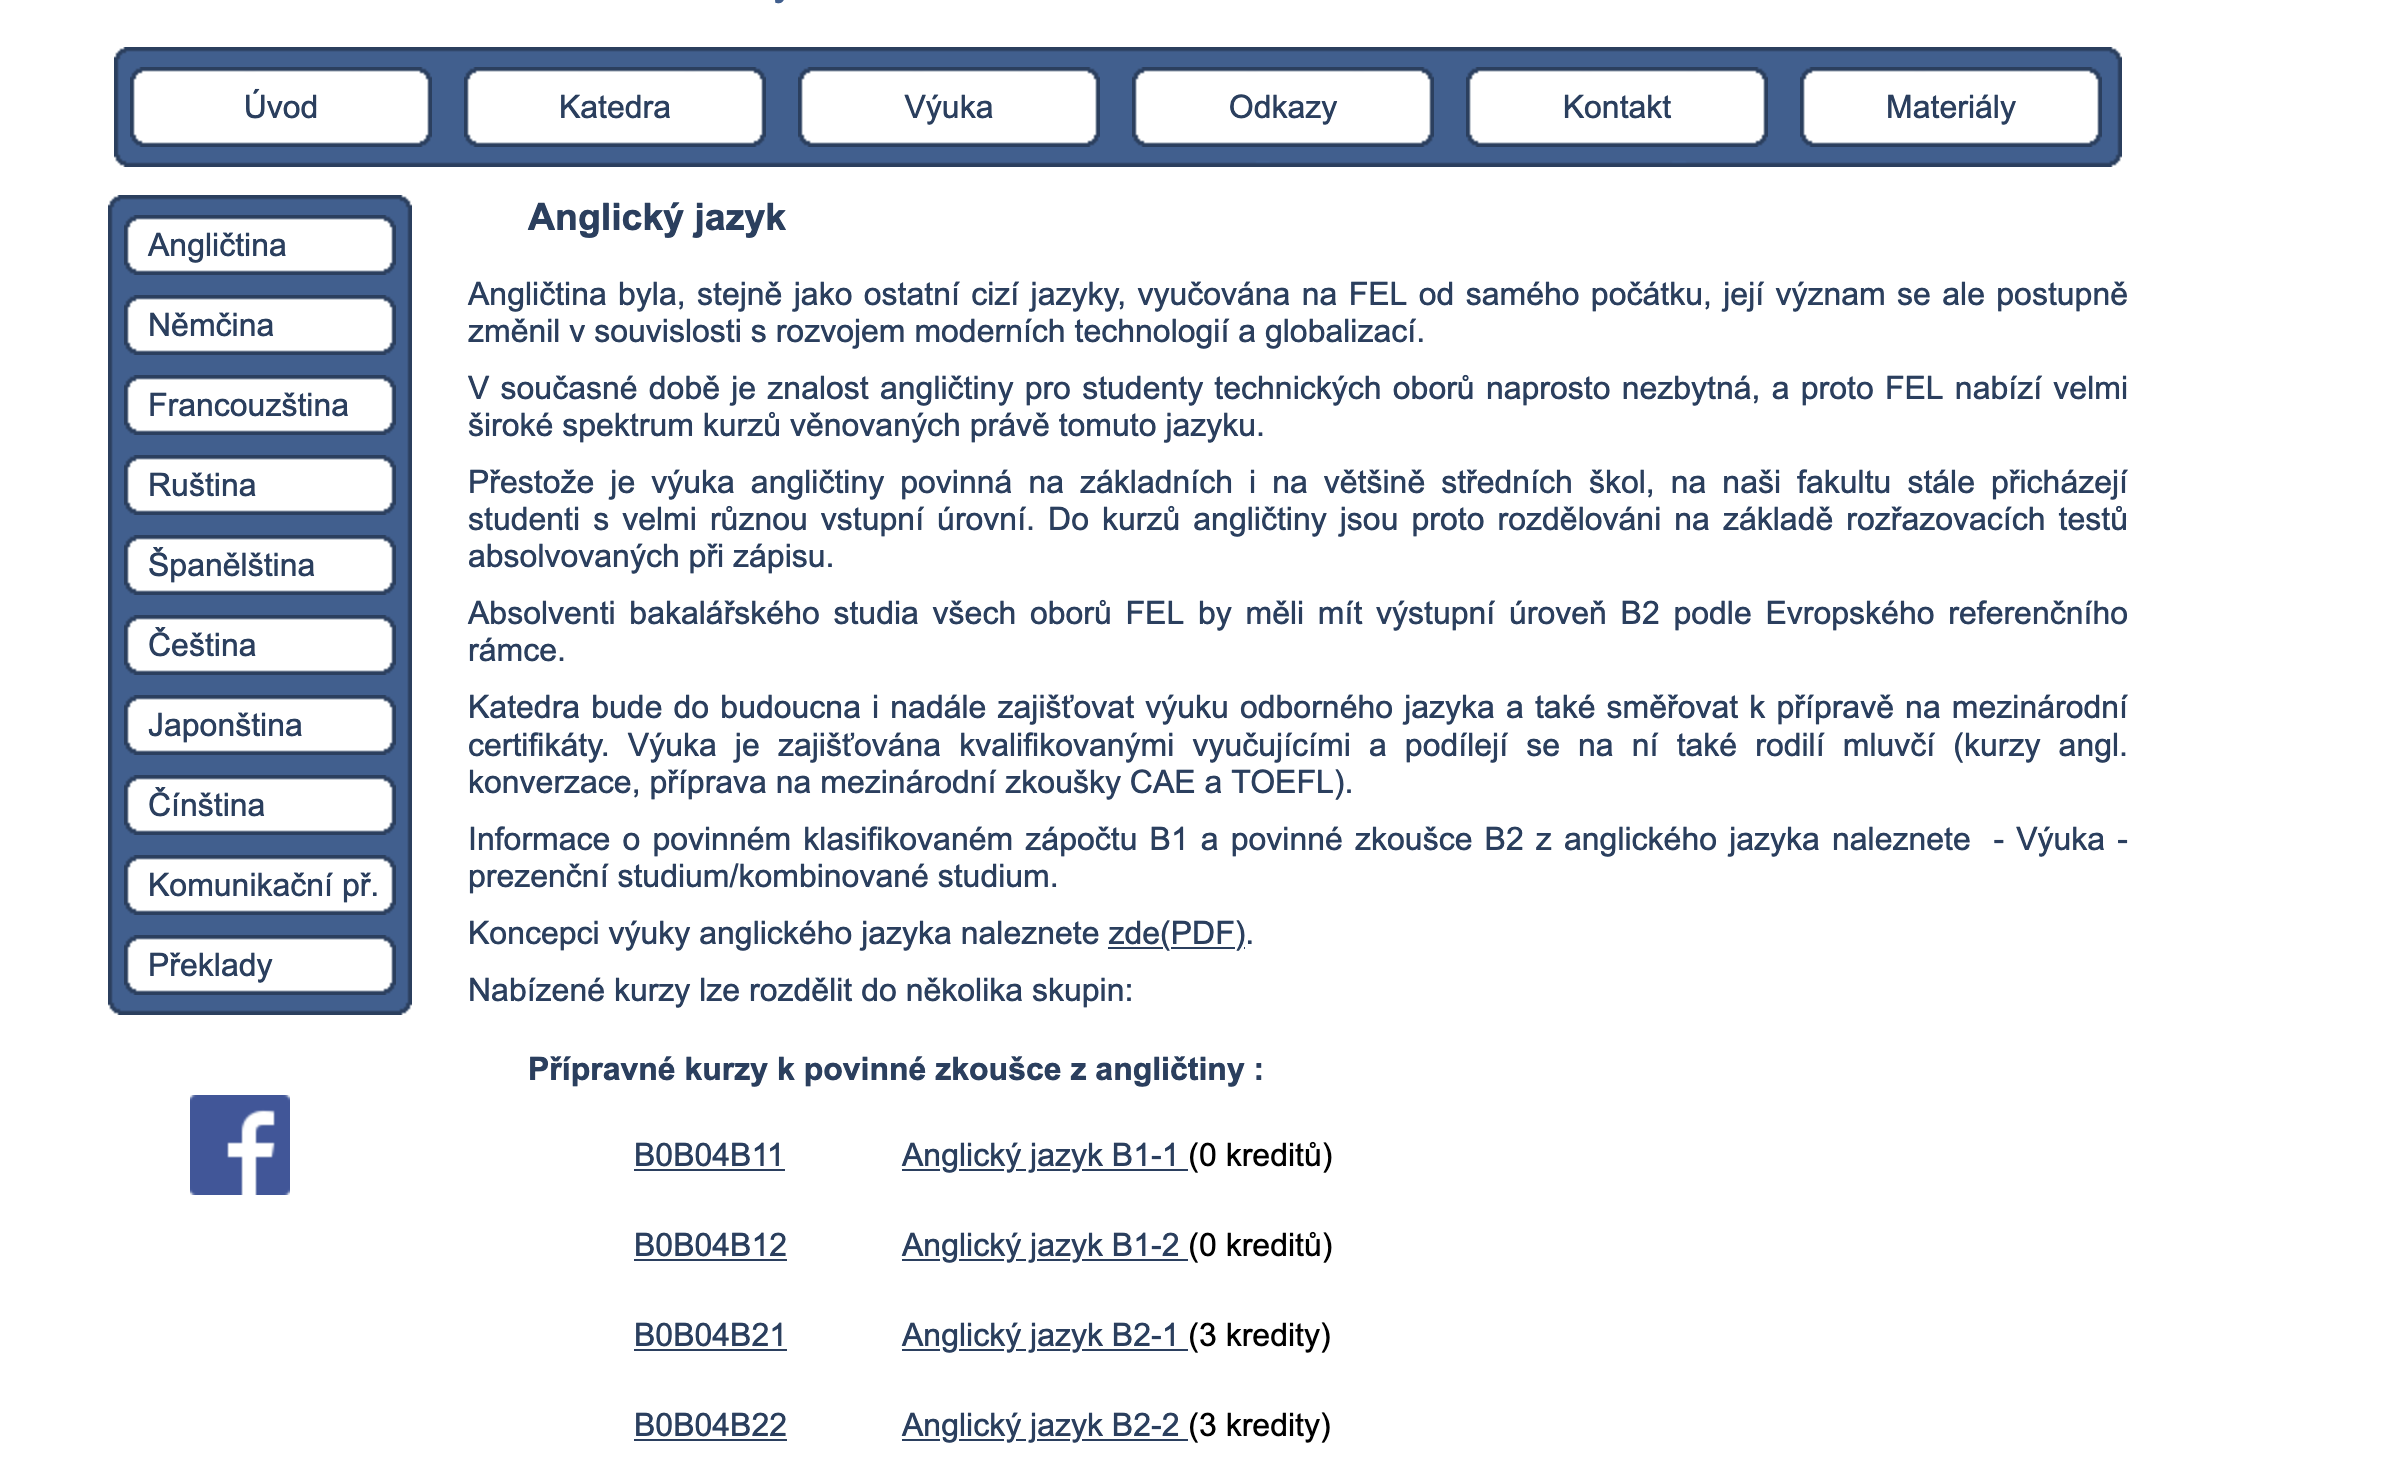 Úvod
Katedra
Výuka
Odkazy
Kontakt
Materiály
Angličtina
Němčina
Francouzština
Ruština
Španělština
Čeština
Japonština
Čínština
Komunikační př.
Překlady
Anglický jazyk
Angličtina byla, stejně jako ostatní cizí jazyky, vyučována na FEL od samého počátku, její význam se ale postupně
změnil v souvislosti s rozvojem moderních technologií a globalizací.
V současné době je znalost angličtiny pro studenty technických oborů naprosto nezbytná, a proto FEL nabízí velmi
široké spektrum kurzů věnovaných právě tomuto jazyku.
Přestože je výuka angličtiny povinná na základních i na většině středních škol, na naši fakultu stále přicházejí
studenti s velmi různou vstupní úrovní. Do kurzů angličtiny jsou proto rozdělováni na základě rozřazovacích testů
absolvovaných při zápisu.
Absolventi bakalářského studia všech oborů FEL by měli mít výstupní úroveň B2 podle Evropského referenčního
rámce.
Katedra bude do budoucna i nadále zajišťovat výuku odborného jazyka a také směřovat k přípravě na mezinárodní
certifikáty. Výuka je zajišťována kvalifikovanými vyučujícími a podílejí se na ní také rodilí mluvčí (kurzy angl.
konverzace, příprava na mezinárodní zkoušky CAE a TOEFL).
Informace o povinném klasifikovaném zápočtu B1 a povinné zkoušce B2 z anglického jazyka naleznete  - Výuka -
prezenční studium/kombinované studium.
Koncepci výuky anglického jazyka naleznete zde(PDF).
Nabízené kurzy lze rozdělit do několika skupin:
Přípravné kurzy k povinné zkoušce z angličtiny :
B0B04B11 Anglický jazyk B1-1 (0 kreditů)
B0B04B12 Anglický jazyk B1-2 (0 kreditů)
B0B04B21 Anglický jazyk B2-1 (3 kredity)
B0B04B22 Anglický jazyk B2-2 (3 kredity)